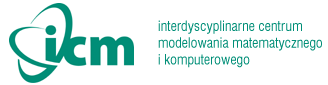 icm
interdyscyplinarne centrum
modelowania matematycznego
i komputerowego